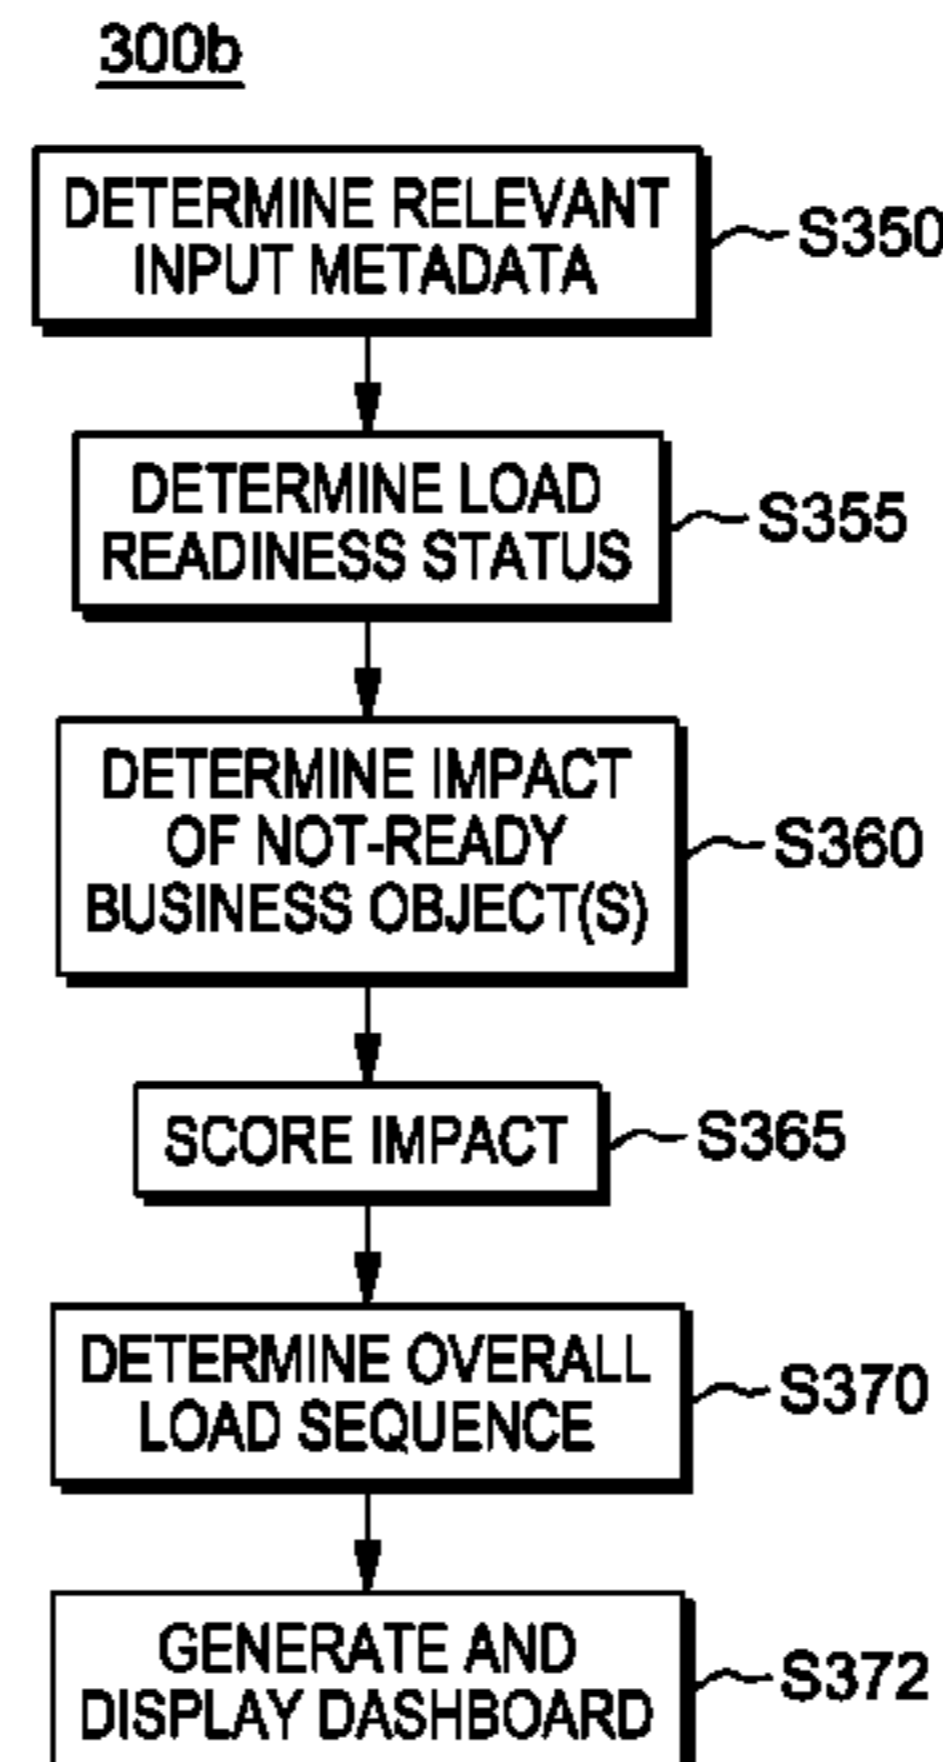 300b
DETERMINE RELEVANT
INPUT METADATA
S350
DETERMINE LOAD
READINESS STATUS
S355
DETERMINE IMPACT
OF NOT-READY
BUSINESS OBJECT(S)
S360
SCORE IMPACT
S365
DETERMINE OVERALL
LOAD SEQUENCE
S370
GENERATE AND
DISPLAY DASHBOARD
S372